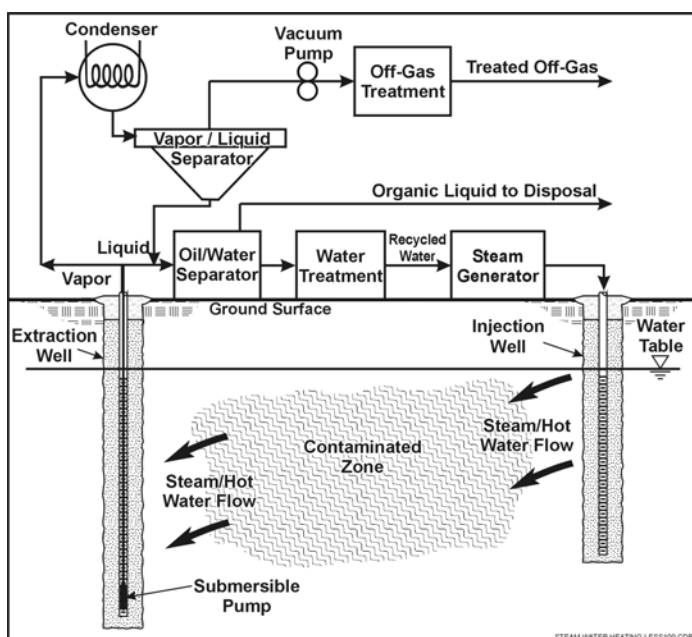 Condenser
Vacuum
Pump
Off-Gas
Treatment
Treated Off-Gas
Vapor / Liquid
Separator
Organic Liquid to Disposal
Liquid
Vapor
Oil/Water
Separator
Water
Treatment
Recycled
Water
Steam
Generator
Ground Surface
Extraction
Well
Injection
Well
Water
Table
Contaminated
Zone
Steam/Hot
Water Flow
Steam/Hot
Water Flow
Submersible
Pump